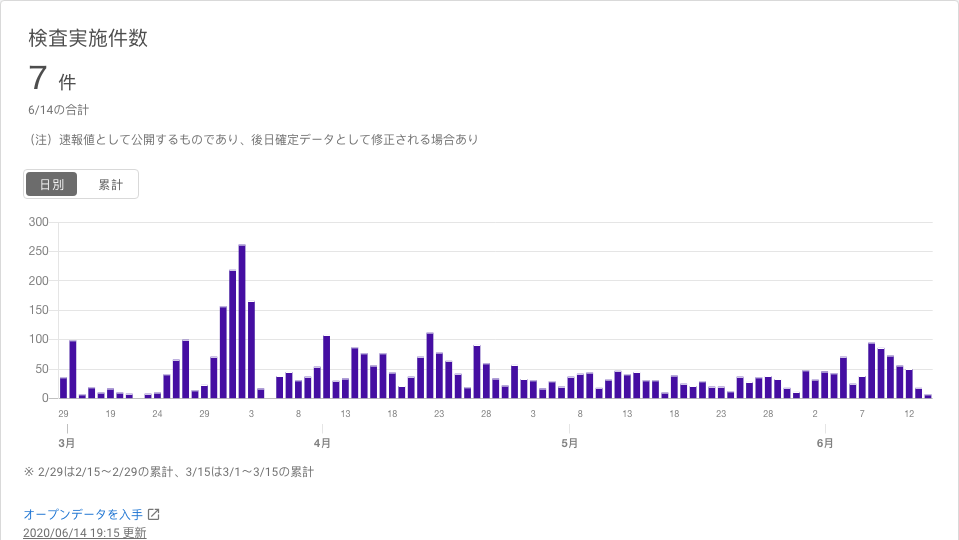 検査実施件数
7 件
6/14の合計
（注）速報値として公開するものであり、後日確定データとして修正される場合あり
日別 累計
300
250
200
150
100
50
0
29 19 24 29 3 8 13 18 23 28 3 8 13 18 23 28 2 7 12
3月 4月 5月 6月
※ 2/29は2/15〜2/29の累計、3/15は3/1〜3/15の累計
オープンデータを入手
2020/06/14 19:15 更新